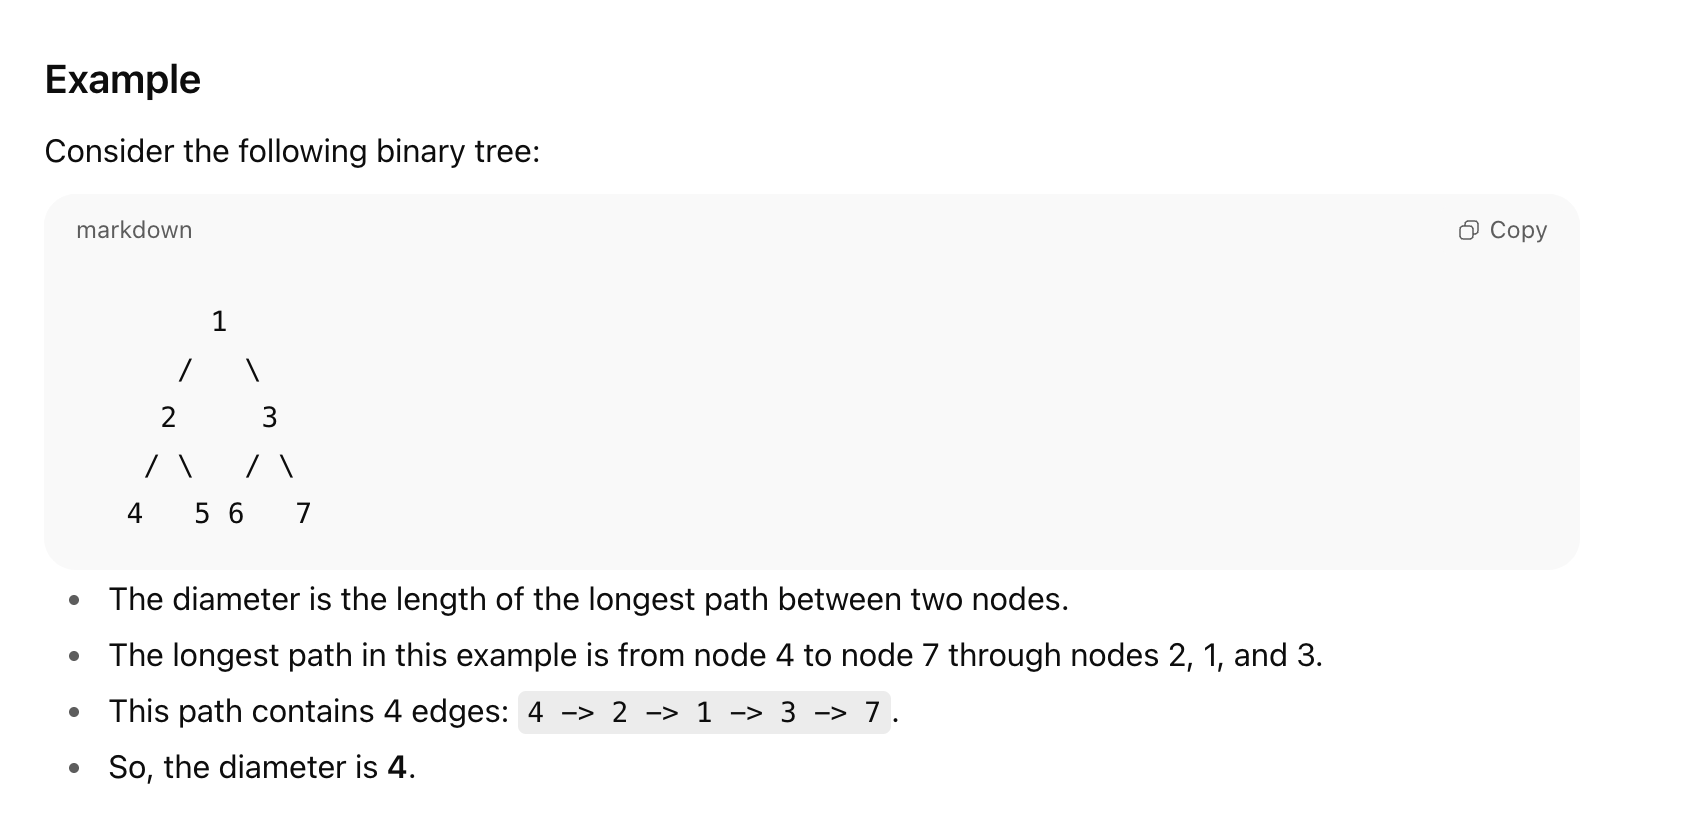 Example
Consider the following binary tree:
markdown
Copy
1
/ \
2 3
/ \ / \
4 5 6 7
• The diameter is the length of the longest path between two nodes.
• The longest path in this example is from node 4 to node 7 through nodes 2, 1, and 3.
• This path contains 4 edges: 4 –> 2 –> 1 –> 3 –> 7.
• So, the diameter is 4.